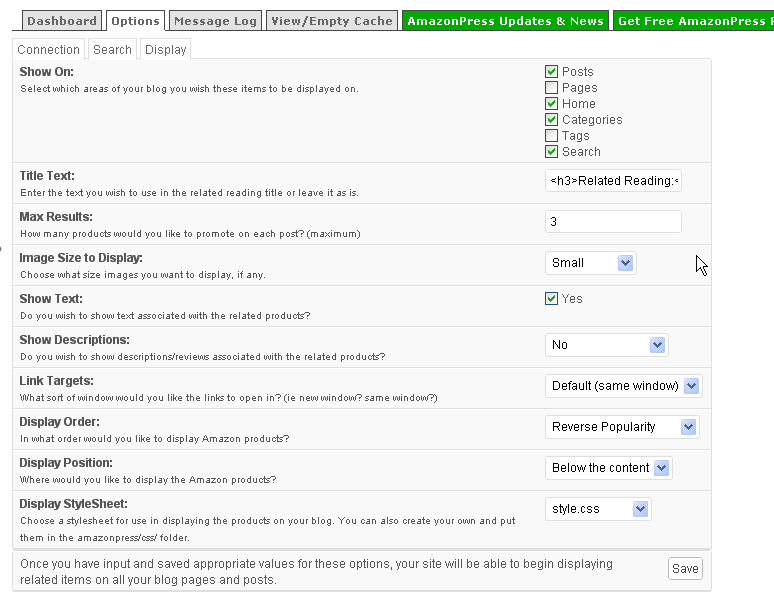 Dashboard Options Message Log View/Empty Cache AmazonPress Updates & News Get Free AmazonPress
Connection Search Display
Show On:
Select which areas of your blog you wish these items to be displayed on.
Posts
Pages
Home
Categories
Tags
Search
Title Text:
Enter the text you wish to use in the related reading title or leave it as is.
<h3>Related Reading:<
Max Results:
How many products would you like to promote on each post? (maximum)
3
Image Size to Display:
Choose what size images you want to display, if any.
Small
Show Text:
Do you wish to show text associated with the related products?
Yes
Show Descriptions:
Do you wish to show descriptions/reviews associated with the related products?
No
Link Targets:
What sort of window would you like the links to open in? (ie new window? same window?)
Default (same window)
Display Order:
In what order would you like to display Amazon products?
Reverse Popularity
Display Position:
Where would you like to display the Amazon products?
Below the content
Display StyleSheet:
Choose a stylesheet for use in displaying the products on your blog. You can also create your own and put
them in the amazonpress/css/ folder.
style.css
Once you have input and saved appropriate values for these options, your site will be able to begin displaying
related items on all your blog pages and posts.
Save